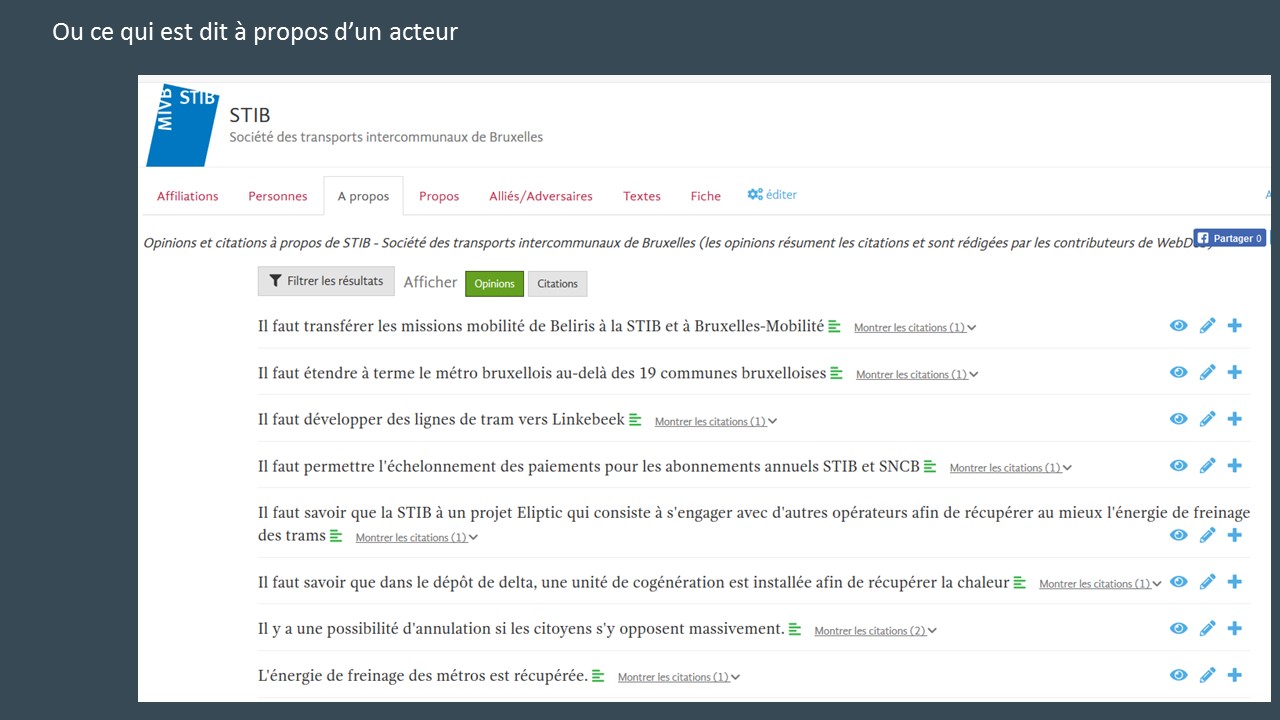 Ou ce qui est dit à propos d’un acteur
MIVB STIB
STIB
Société des transports intercommunaux de Bruxelles
Affiliations Personnes A propos Propos Alliés/Adversaires Textes Fiche éditer A
Opinions et citations à propos de STIB - Société des transports intercommunaux de Bruxelles (les opinions résument les citations et sont rédigées par les contributeurs de WebD
Partager 0
Filtrer les résultats Afficher Opinions Citations
Il faut transférer les missions mobilité de Beliris à la STIB et à Bruxelles-Mobilité Montrer les citations (1)
Il faut étendre à terme le métro bruxellois au-delà des 19 communes bruxelloises Montrer les citations (1)
Il faut développer des lignes de tram vers Linkebeek Montrer les citations (1)
Il faut permettre l'échelonnement des paiements pour les abonnements annuels STIB et SNCB Montrer les citations (1)
Il faut savoir que la STIB à un projet Eliptic qui consiste à s'engager avec d'autres opérateurs afin de récupérer au mieux l'énergie de freinage
des trams Montrer les citations (1)
Il faut savoir que dans le dépôt de delta, une unité de cogénération est installée afin de récupérer la chaleur Montrer les citations (1)
Il y a une possibilité d'annulation si les citoyens s'y opposent massivement. Montrer les citations (2)
L'énergie de freinage des métros est récupérée. Montrer les citations (1)